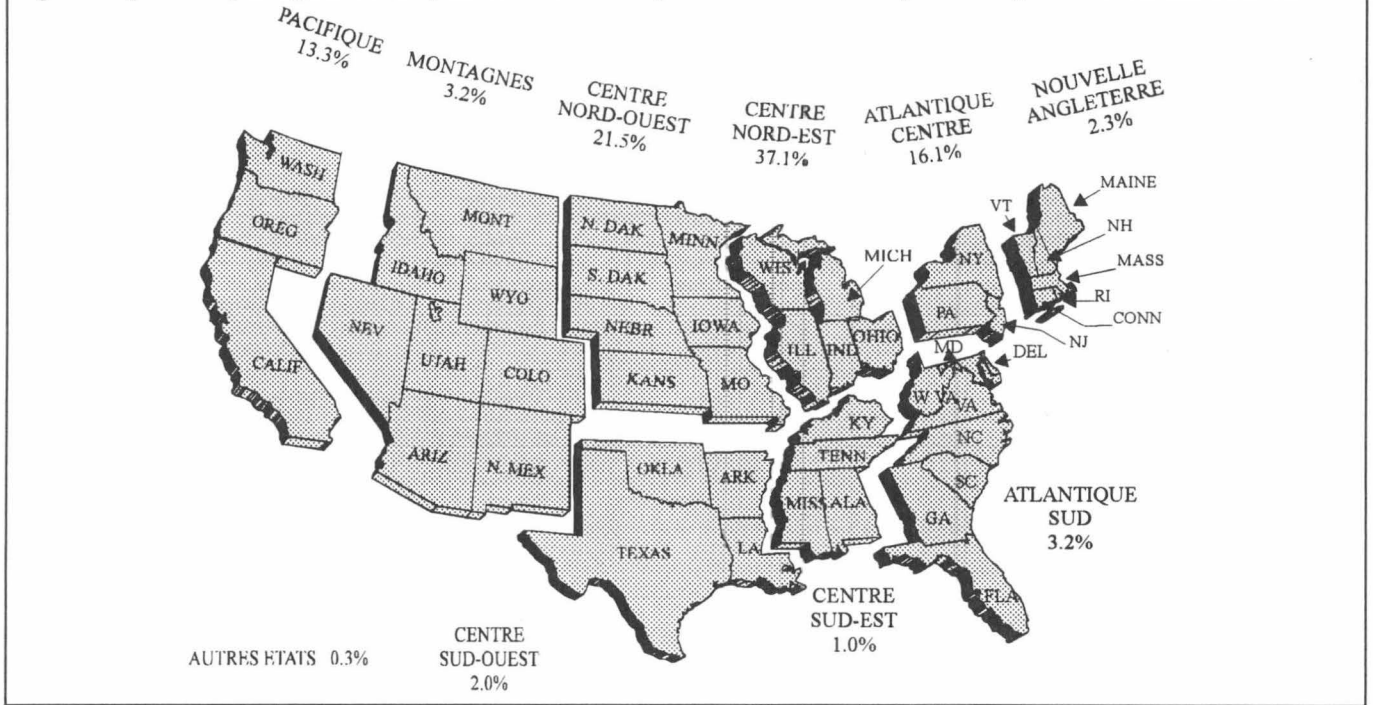 PACIFIQUE
13.3%
MONTAGNES
3.2%
CENTRE
NORD-OUEST
21.5%
CENTRE
NORD-EST
37.1%
ATLANTIQUE
CENTRE
16.1%
NOUVELLE
ANGLETERRE
2.3%
WASH
OREG
CALIF
MONT
IDAHO
WYO
NEV
UTAH
COLO
ARIZ
N. MEX
N. DAK
MINN
S. DAK
NEBR
IOWA
KANS
MO
WIS
MICH
ILL
IND
OHIO
NY
PA
NJ
VT
MAINE
NH
MASS
RI
CONN
MD
DEL
W VA
VA
NC
SC
GA
FLA
KY
TENN
MISS
ALA
OKLA
ARK
TEXAS
LA
ATLANTIQUE
SUD
3.2%
CENTRE
SUD-EST
1.0%
CENTRE
SUD-OUEST
2.0%
AUTRES ETATS 0.3%